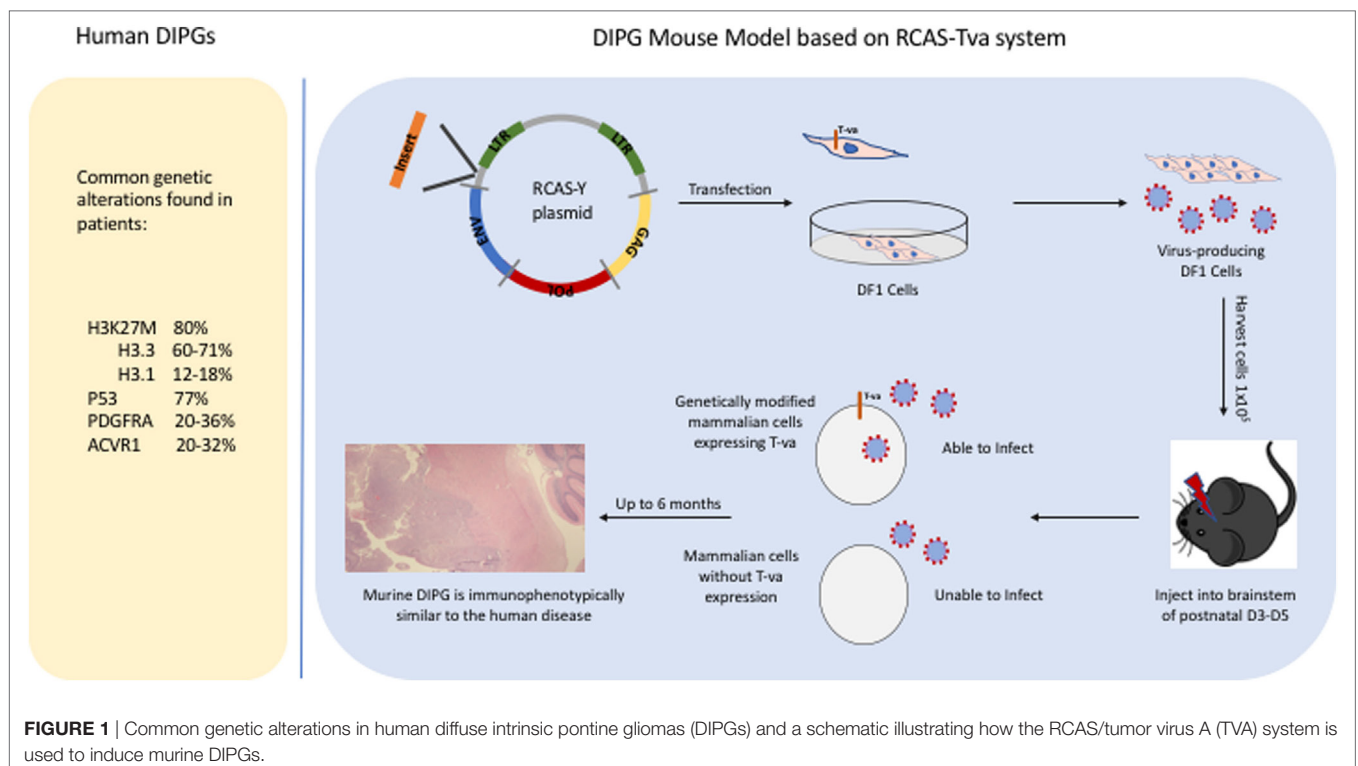 Human DIPGs
DIPG Mouse Model based on RCAS-Tva system
Common genetic
alterations found in
patients:
H3K27M 80%
H3.3 60-71%
H3.1 12-18%
P53 77%
PDGFRA 20-36%
ACVR1 20-32%
Insert
LTR
LTR
ENV
GAG
POL
RCAS-Y
plasmid
Transfection
T-va
DF1 Cells
Virus-producing
DF1 Cells
Harvest cells 1x10⁵
Inject into brainstem
of postnatal D3-D5
Genetically modified
mammalian cells
expressing T-va
T-va
Able to Infect
Mammalian cells
without T-va
expression
Unable to Infect
Up to 6 months
Murine DIPG is immunophenotypically
similar to the human disease
FIGURE 1 | Common genetic alterations in human diffuse intrinsic pontine gliomas (DIPGs) and a schematic illustrating how the RCAS/tumor virus A (TVA) system is
used to induce murine DIPGs.